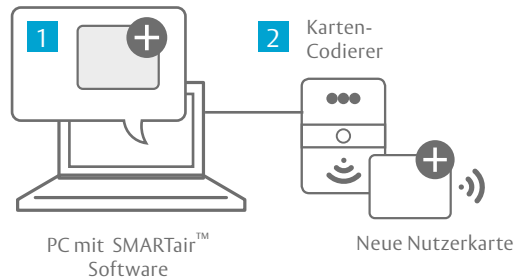 1
2
Karten-
Codierer
PC mit SMARTair™
Software
Neue Nutzerkarte